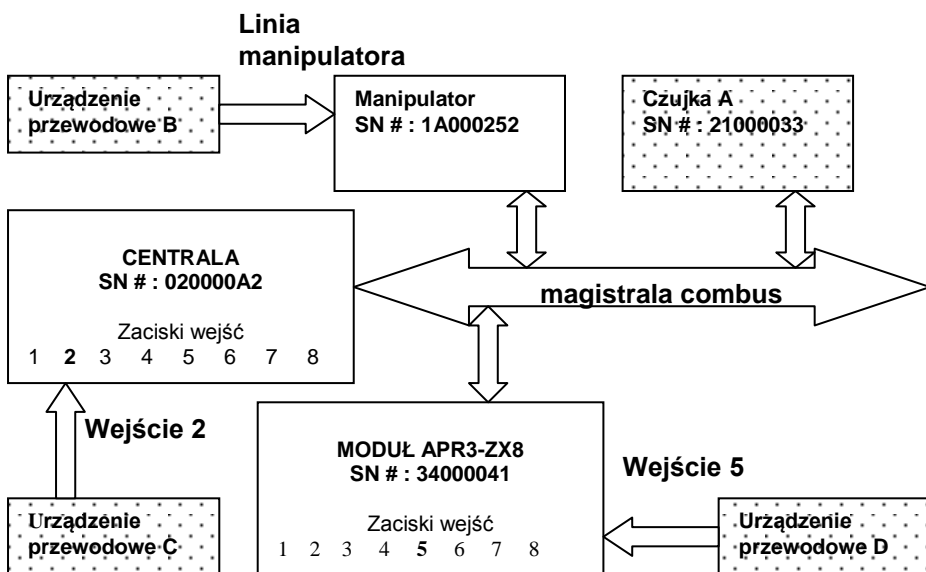 Linia
manipulatora
Urządzenie
przewodowe B
Manipulator
SN # : 1A000252
Czujka A
SN # : 21000033
CENTRALA
SN # : 020000A2
Zaciski wejść
1 2 3 4 5 6 7 8
magistrala combus
Wejście 2
MODUŁ APR3-ZX8
SN # : 34000041
Zaciski wejść
1 2 3 4 5 6 7 8
Wejście 5
Urządzenie
przewodowe C
Urządzenie
przewodowe D